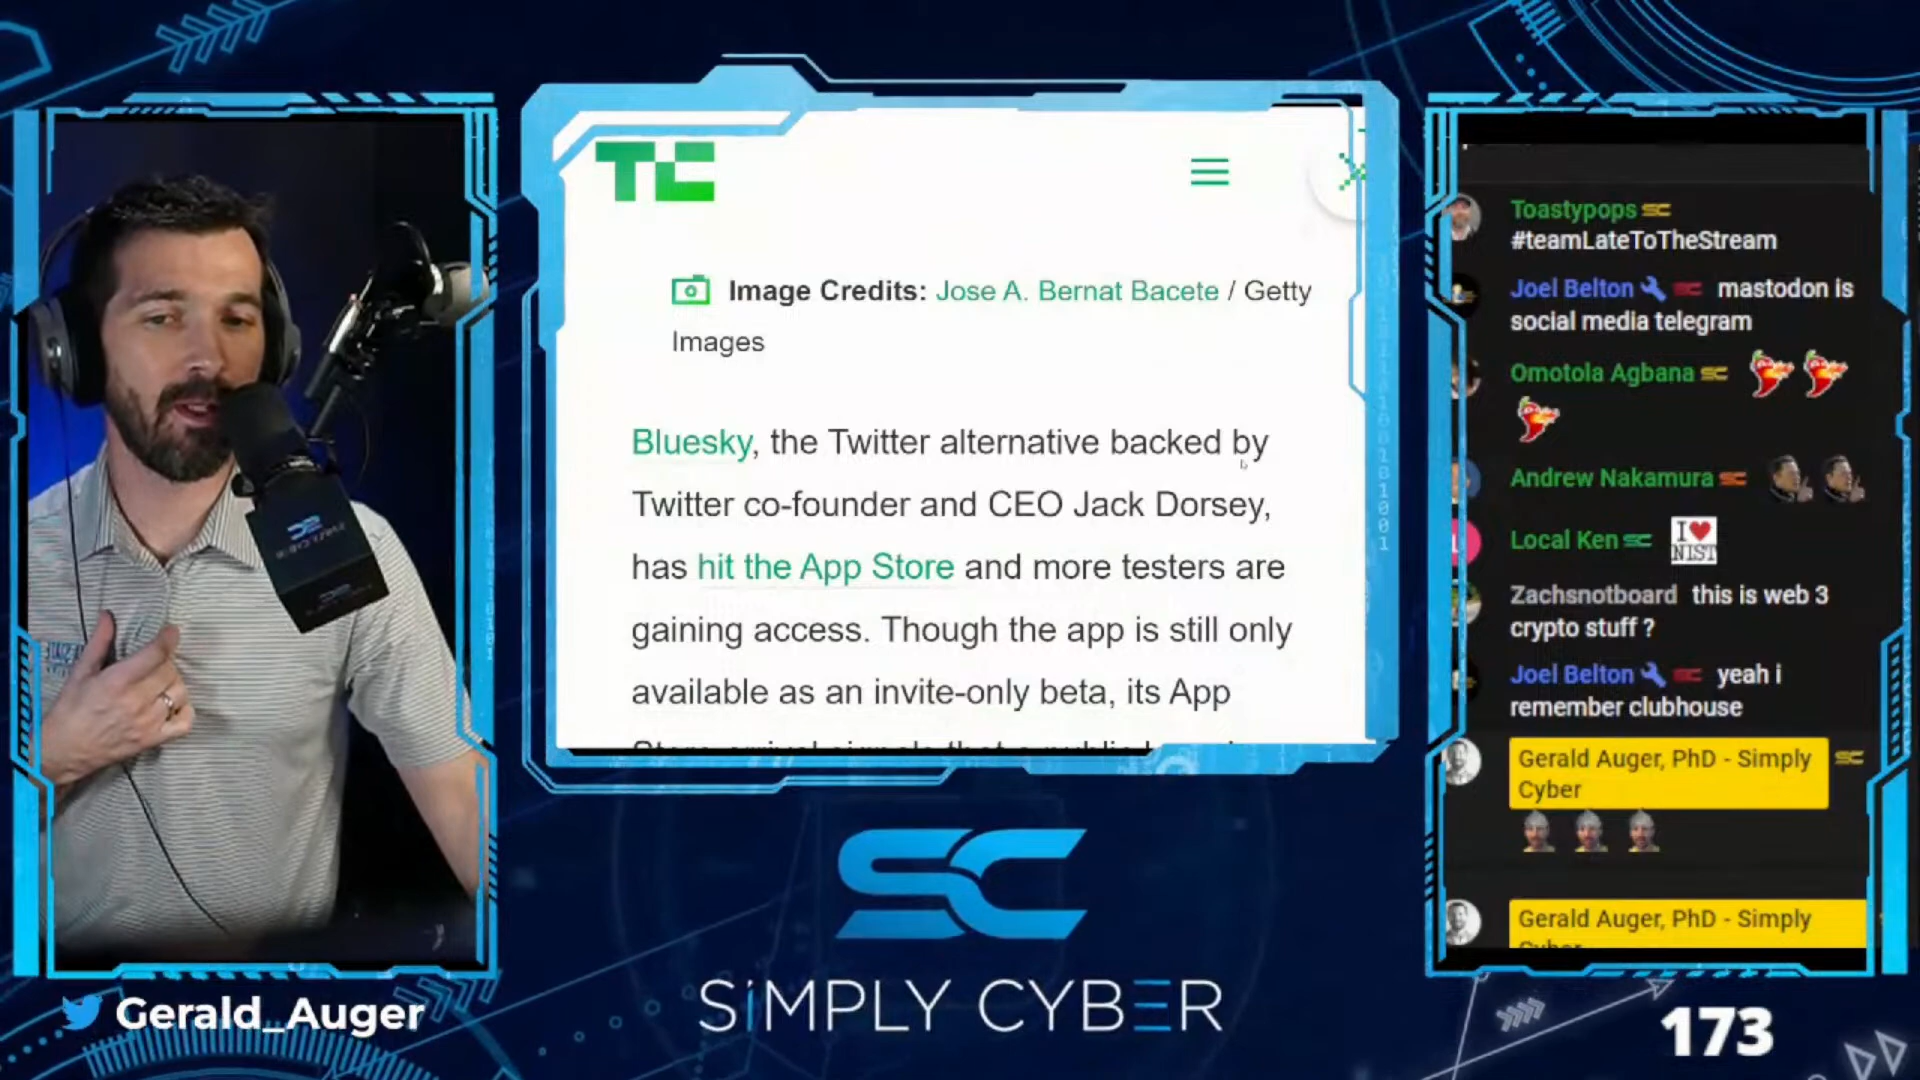 TC
Image Credits: Jose A. Bernat Bacete / Getty
Images
Bluesky, the Twitter alternative backed by
Twitter co-founder and CEO Jack Dorsey,
has hit the App Store and more testers are
gaining access. Though the app is still only
available as an invite-only beta, its App
SC
SiMPLY CYBER
Gerald_Auger
Toastypops
#teamLateToTheStream
Joel Belton mastodon is
social media telegram
Omotola Agbana
Andrew Nakamura
Local Ken I ❤ NIST
Zachsnotboard this is web 3
crypto stuff ?
Joel Belton yeah i
remember clubhouse
Gerald Auger, PhD - Simply
Cyber
Gerald Auger, PhD - Simply
173